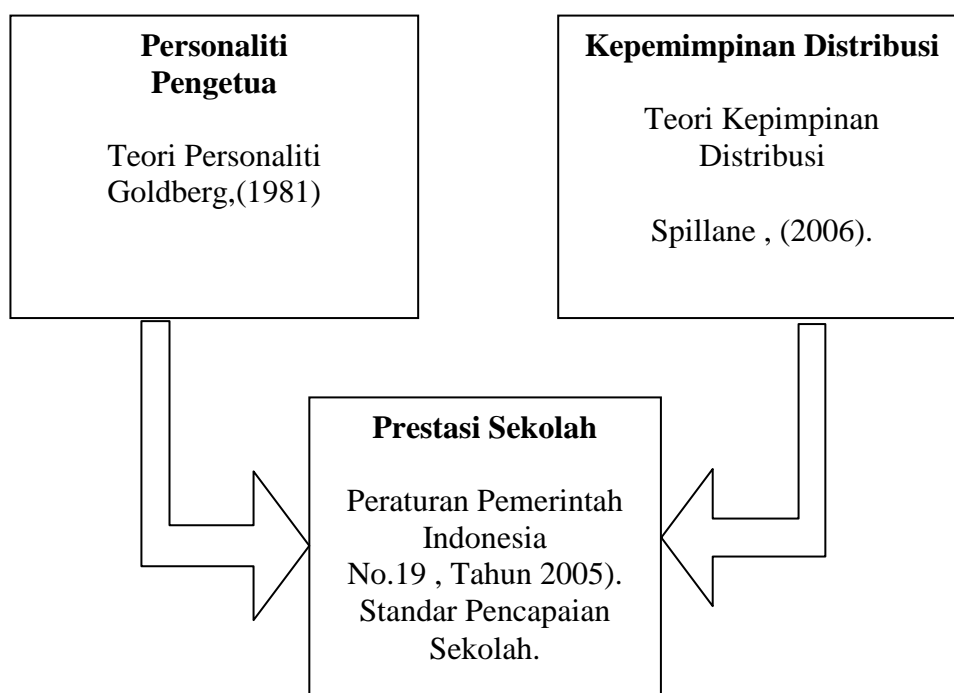 Personaliti
Pengetua
Teori Personaliti
Goldberg,(1981)
Kepemimpinan Distribusi
Teori Kepimpinan
Distribusi
Spillane , (2006).
Prestasi Sekolah
Peraturan Pemerintah
Indonesia
No.19 , Tahun 2005).
Standar Pencapaian
Sekolah.